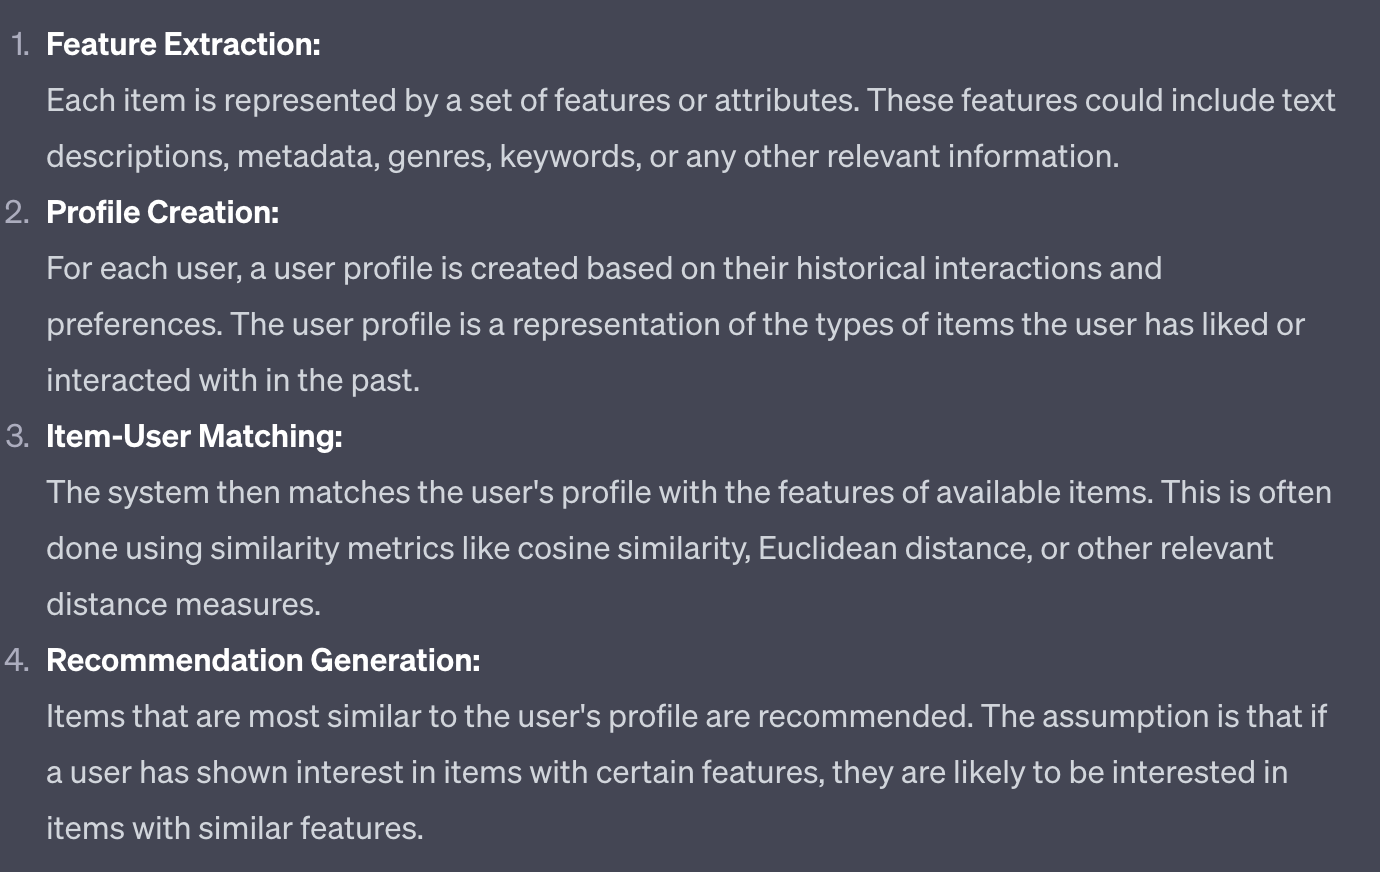 1. Feature Extraction:
Each item is represented by a set of features or attributes. These features could include text
descriptions, metadata, genres, keywords, or any other relevant information.
2. Profile Creation:
For each user, a user profile is created based on their historical interactions and
preferences. The user profile is a representation of the types of items the user has liked or
interacted with in the past.
3. Item-User Matching:
The system then matches the user's profile with the features of available items. This is often
done using similarity metrics like cosine similarity, Euclidean distance, or other relevant
distance measures.
4. Recommendation Generation:
Items that are most similar to the user's profile are recommended. The assumption is that if
a user has shown interest in items with certain features, they are likely to be interested in
items with similar features.